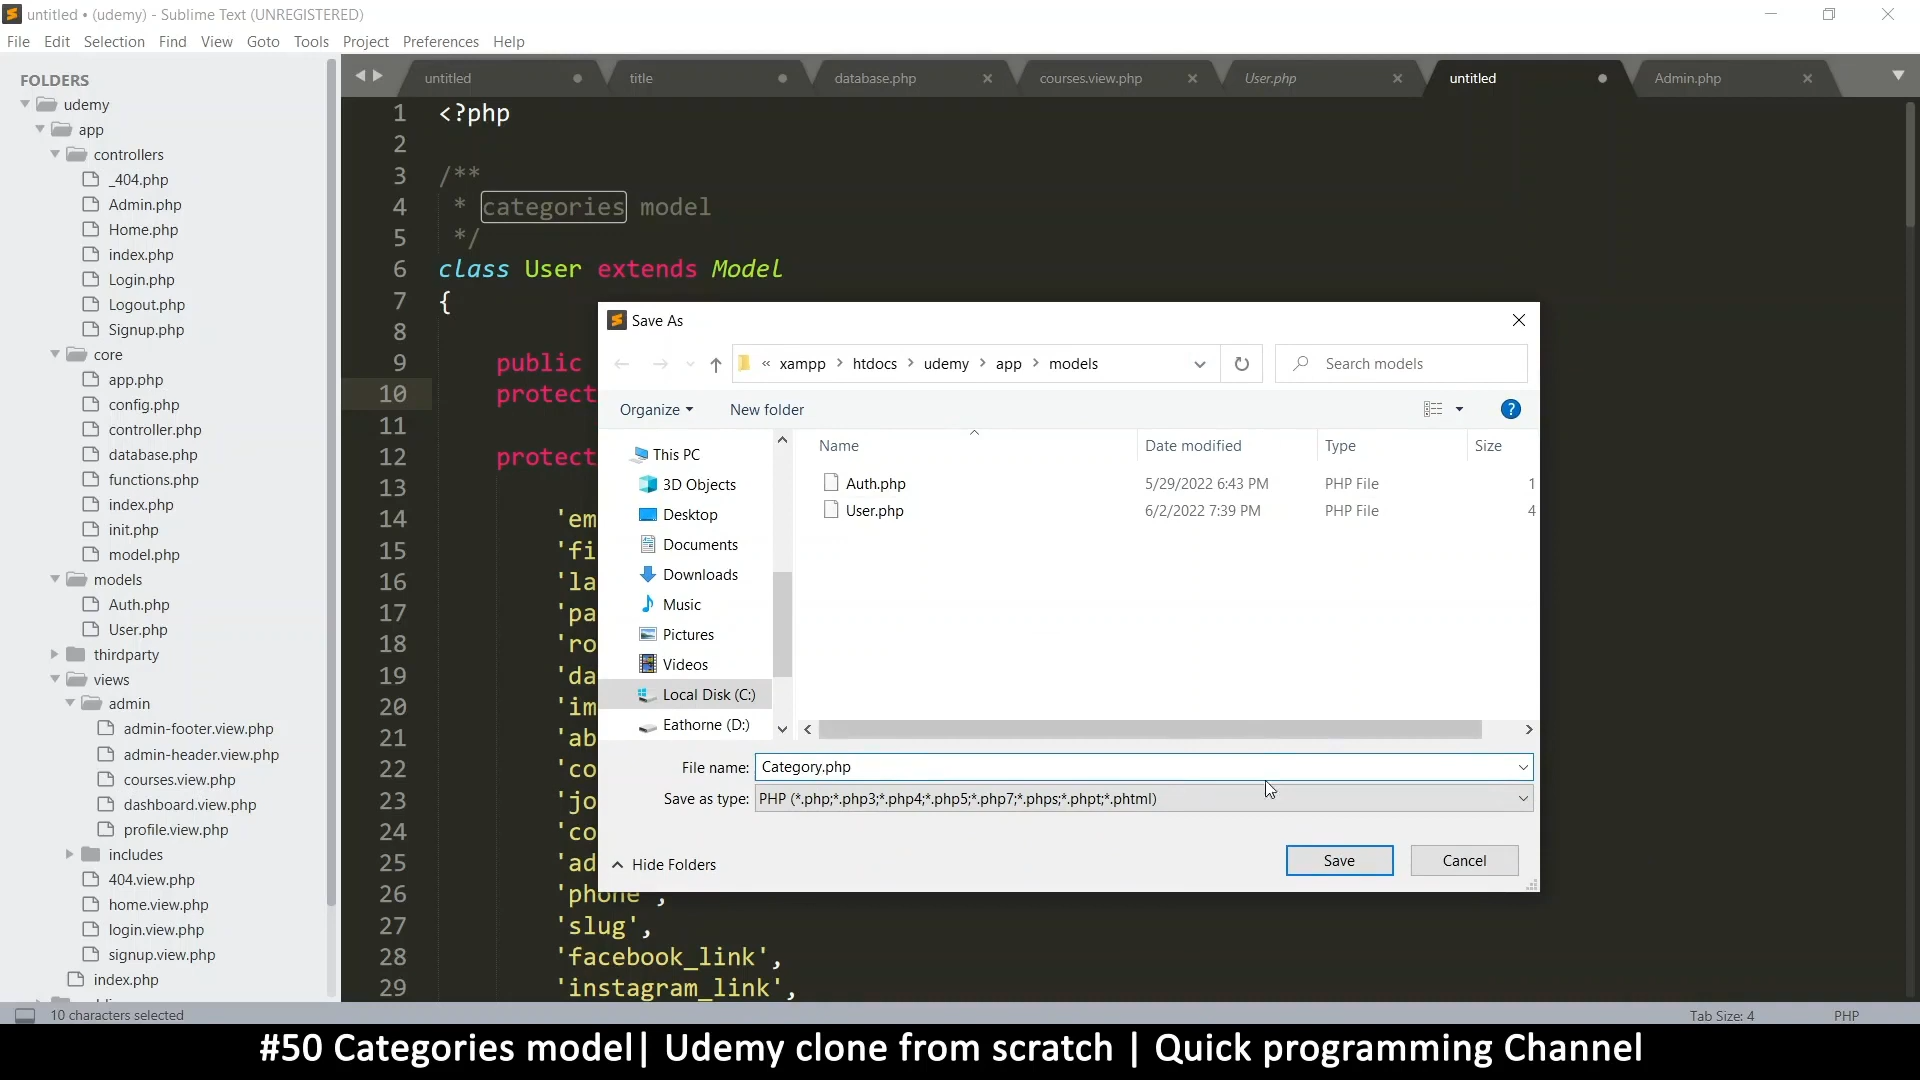 untitled • (udemy) - Sublime Text (UNREGISTERED)
File Edit Selection Find View Goto Tools Project Preferences Help
FOLDERS
udemy
app
controllers
_404.php
Admin.php
Home.php
index.php
Login.php
Logout.php
Signup.php
core
app.php
config.php
controller.php
database.php
functions.php
index.php
init.php
model.php
models
Auth.php
User.php
thirdparty
views
admin
admin-footer.view.php
admin-header.view.php
courses.view.php
dashboard.view.php
profile.view.php
includes
404.view.php
home.view.php
login.view.php
signup.view.php
index.php
untitled title database.php courses.view.php User.php untitled Admin.php
1 <?php
2
3 /**
4 * categories model
5 */
6 class User extends Model
7 {
8
9 public
10 protect
11
12 protect
13
14 'em
15 'fi
16 'la
17 'pa
18 'ro
19 'da
20 'im
21 'ab
22 'co
23 'jo
24 'co
25 'ad
26 'phone',
27 'slug',
28 'facebook_link',
29 'instagram_link',
Save As
« xampp > htdocs > udemy > app > models
Search models
Organize New folder
This PC
3D Objects
Desktop
Documents
Downloads
Music
Pictures
Videos
Local Disk (C:)
Eathorne (D:)
Name Date modified Type Size
Auth.php 5/29/2022 6:43 PM PHP File 1
User.php 6/2/2022 7:39 PM PHP File 4
File name: Category.php
Save as type: PHP (*.php;*.php3;*.php4;*.php5;*.php7;*.phps;*.phpt;*.phtml)
Hide Folders
Save Cancel
10 characters selected
Tab Size: 4 PHP
#50 Categories model| Udemy clone from scratch | Quick programming Channel